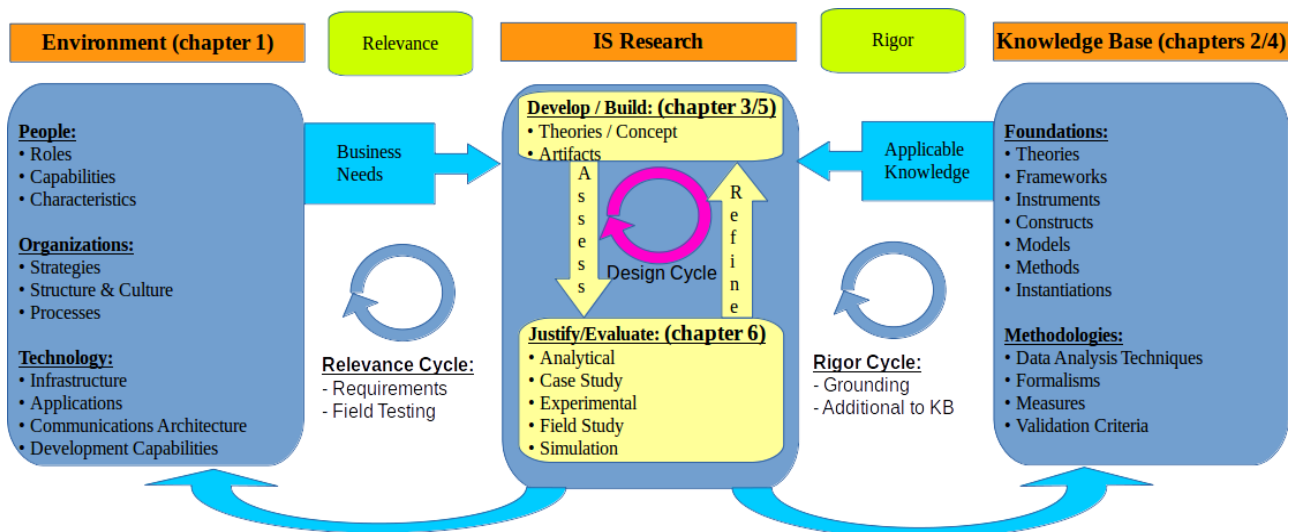 Environment (chapter 1)
Relevance
IS Research
Rigor
Knowledge Base (chapters 2/4)
People:
• Roles
• Capabilities
• Characteristics
Organizations:
• Strategies
• Structure & Culture
• Processes
Technology:
• Infrastructure
• Applications
• Communications Architecture
• Development Capabilities
Business
Needs
Relevance Cycle:
- Requirements
- Field Testing
Develop / Build: (chapter 3/5)
• Theories / Concept
• Artifacts
Assess
Design Cycle
Refine
Justify/Evaluate: (chapter 6)
• Analytical
• Case Study
• Experimental
• Field Study
• Simulation
Applicable
Knowledge
Rigor Cycle:
- Grounding
- Additional to KB
Foundations:
• Theories
• Frameworks
• Instruments
• Constructs
• Models
• Methods
• Instantiations
Methodologies:
• Data Analysis Techniques
• Formalisms
• Measures
• Validation Criteria